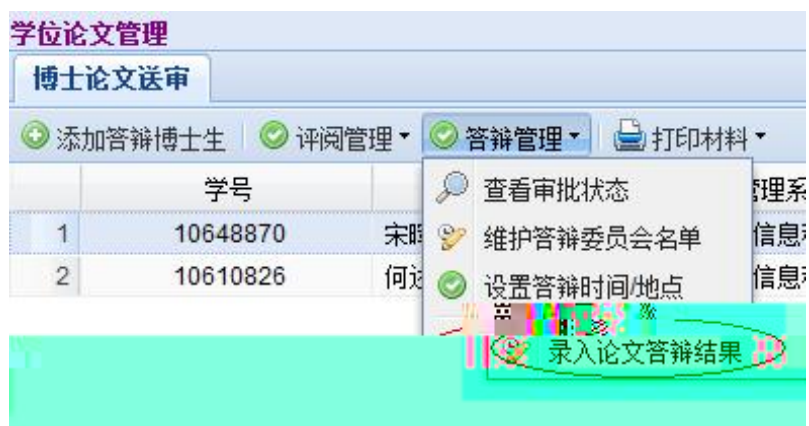 学位论文管理
博士论文送审
添加答辩博士生 评阅管理 答辩管理 打印材料
学号
查看审批状态
管理系
1 10648870 宋
维护答辩委员会名单
信息
2 10610826 何
设置答辩时间/地点
信息
录入论文答辩结果